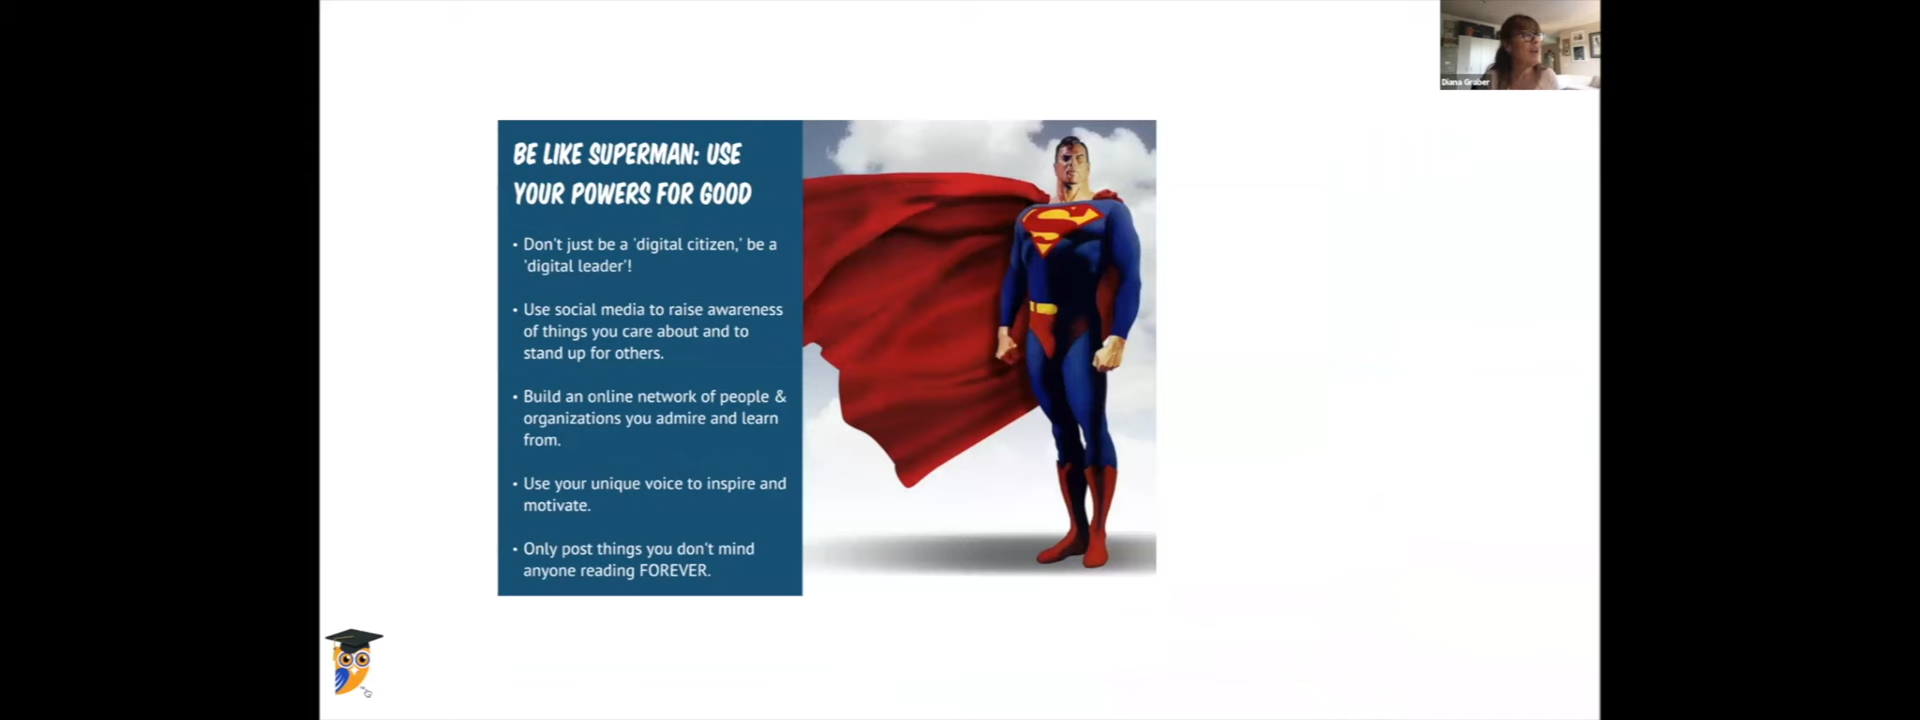 Diana Graber
BE LIKE SUPERMAN: USE
YOUR POWERS FOR GOOD
• Don't just be a 'digital citizen,' be a
'digital leader'!
• Use social media to raise awareness
of things you care about and to
stand up for others.
• Build an online network of people &
organizations you admire and learn
from.
• Use your unique voice to inspire and
motivate.
• Only post things you don't mind
anyone reading FOREVER.